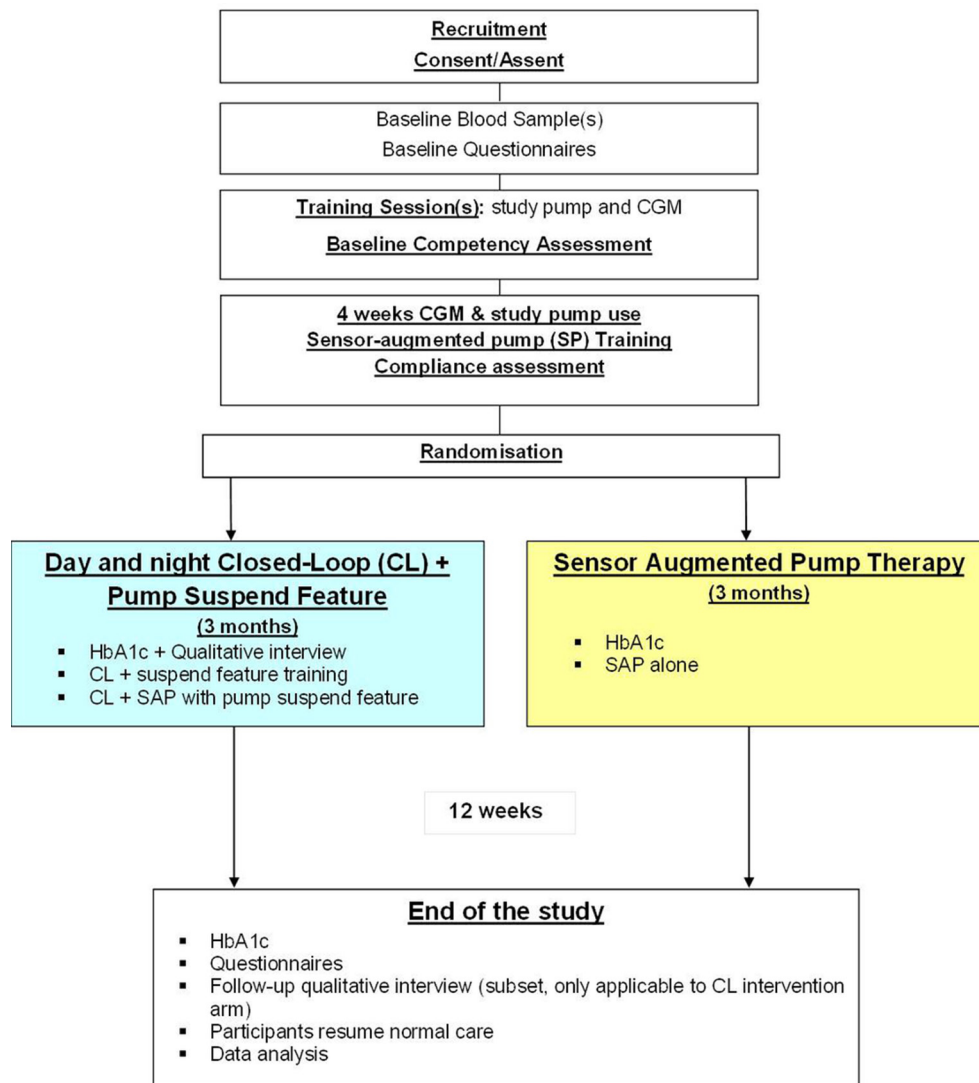 Recruitment
Consent/Assent
Baseline Blood Sample(s)
Baseline Questionnaires
Training Session(s): study pump and CGM
Baseline Competency Assessment
4 weeks CGM & study pump use
Sensor-augmented pump (SP) Training
Compliance assessment
Randomisation
Day and night Closed-Loop (CL) +
Pump Suspend Feature
(3 months)
▪ HbA1c + Qualitative interview
▪ CL + suspend feature training
▪ CL + SAP with pump suspend feature
Sensor Augmented Pump Therapy
(3 months)
▪ HbA1c
▪ SAP alone
12 weeks
End of the study
▪ HbA1c
▪ Questionnaires
▪ Follow-up qualitative interview (subset, only applicable to CL intervention
arm)
▪ Participants resume normal care
▪ Data analysis